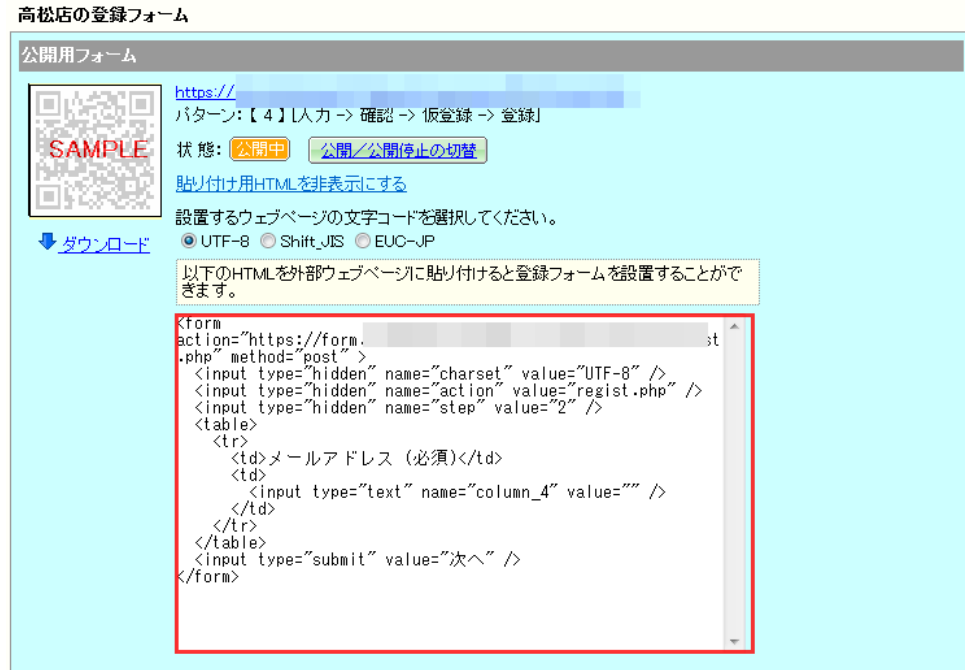 高松店の登録フォーム
公開用フォーム
SAMPLE
ダウンロード
https://
パターン:【 4 】[入力 -> 確認 -> 仮登録 -> 登録]
状 態: 公開中 公開／公開停止の切替
貼り付け用HTMLを非表示にする
設置するウェブページの文字コードを選択してください。
UTF-8 Shift_JIS EUC-JP
以下のHTMLを外部ウェブページに貼り付けると登録フォームを設置することがで
きます。
<form
action="https://form. st
.php" method="post" >
<input type="hidden" name="charset" value="UTF-8" />
<input type="hidden" name="action" value="regist.php" />
<input type="hidden" name="step" value="2" />
<table>
<tr>
<td>メールアドレス (必須)</td>
<td>
<input type="text" name="column_4" value="" />
</td>
</tr>
</table>
<input type="submit" value="次へ" />
</form>